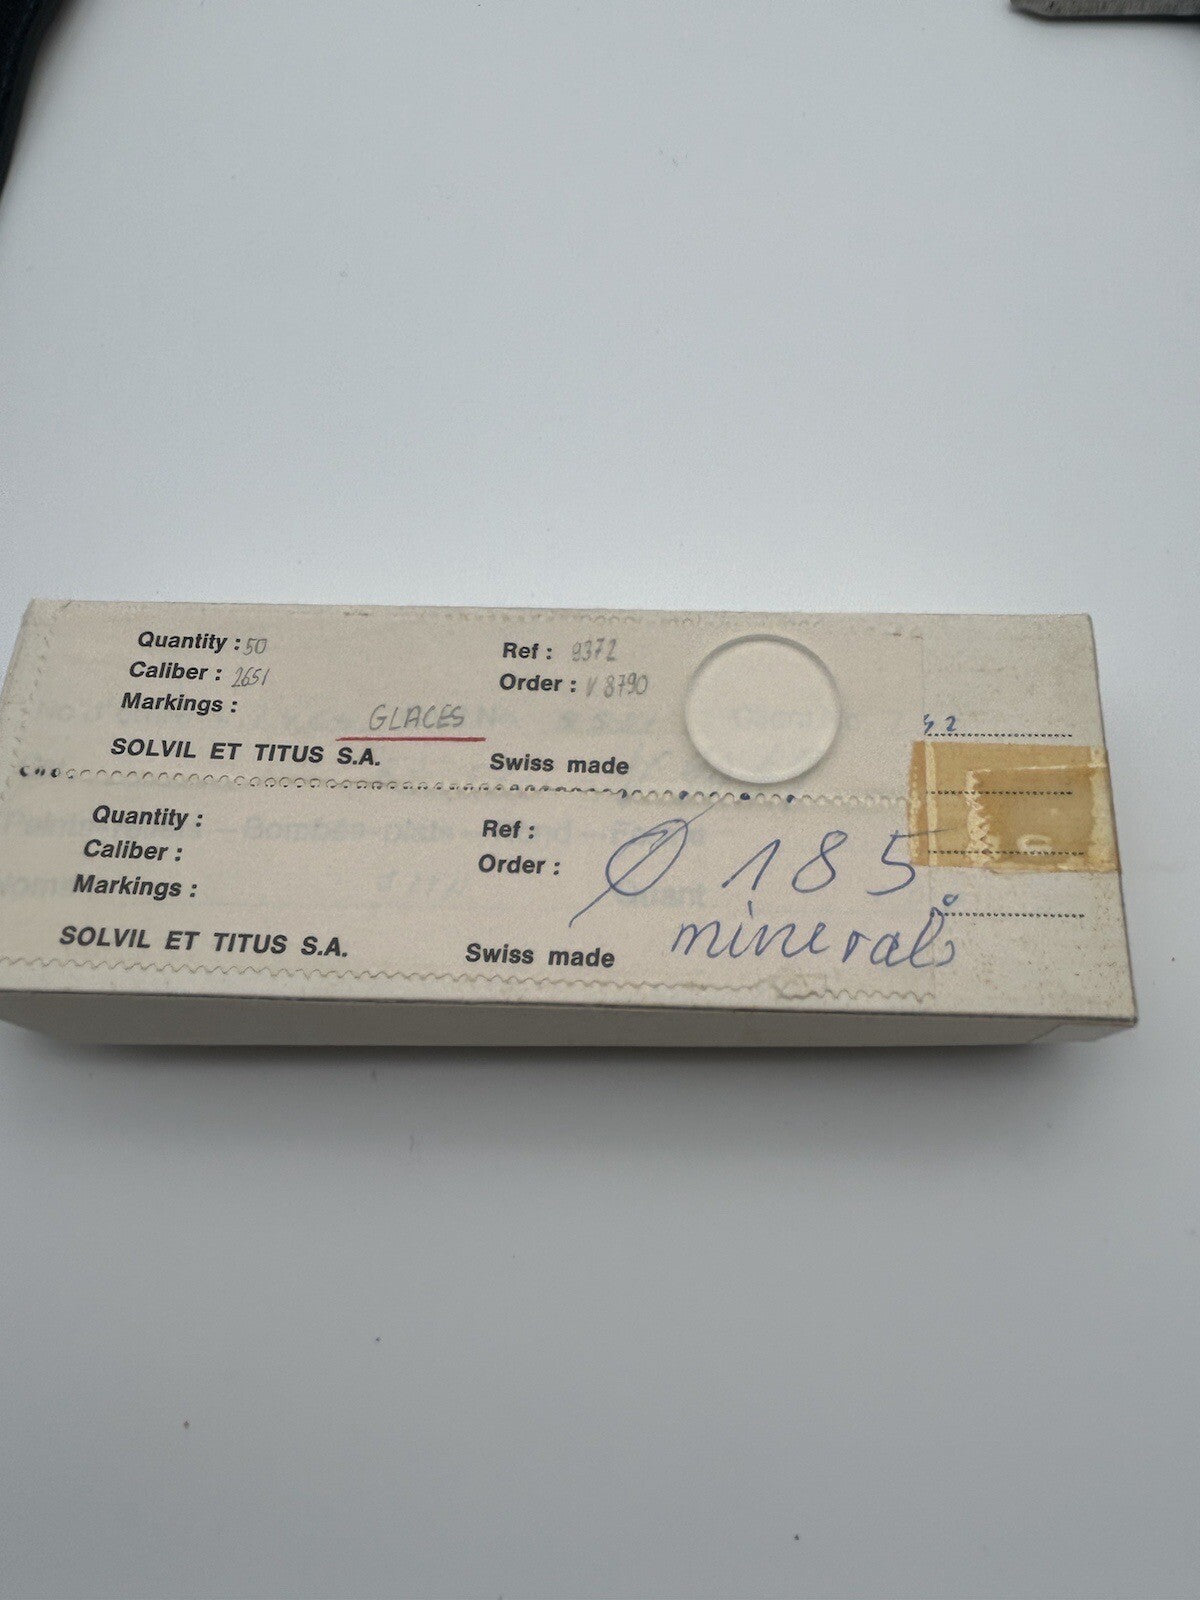 Quantity : 50
Ref : 9372
Caliber : 2651
Order : V 8790
Markings :
GLACES
SOLVIL ET TITUS S.A.
Swiss made
Quantity :
Ref :
Caliber :
Order :
Markings :
Ø 185
mineral
SOLVIL ET TITUS S.A.
Swiss made